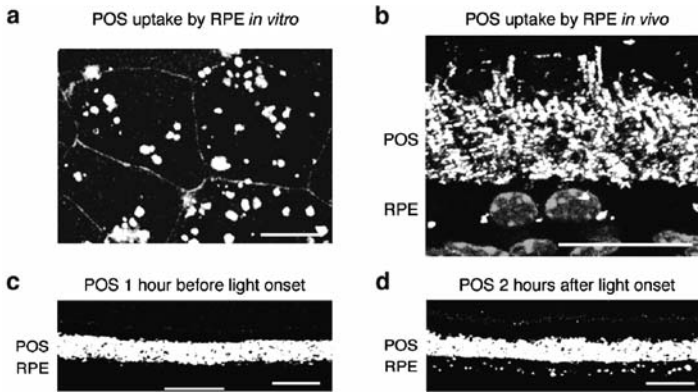 a
POS uptake by RPE in vitro
b
POS uptake by RPE in vivo
POS
RPE
c
POS 1 hour before light onset
POS
RPE
d
POS 2 hours after light onset
POS
RPE